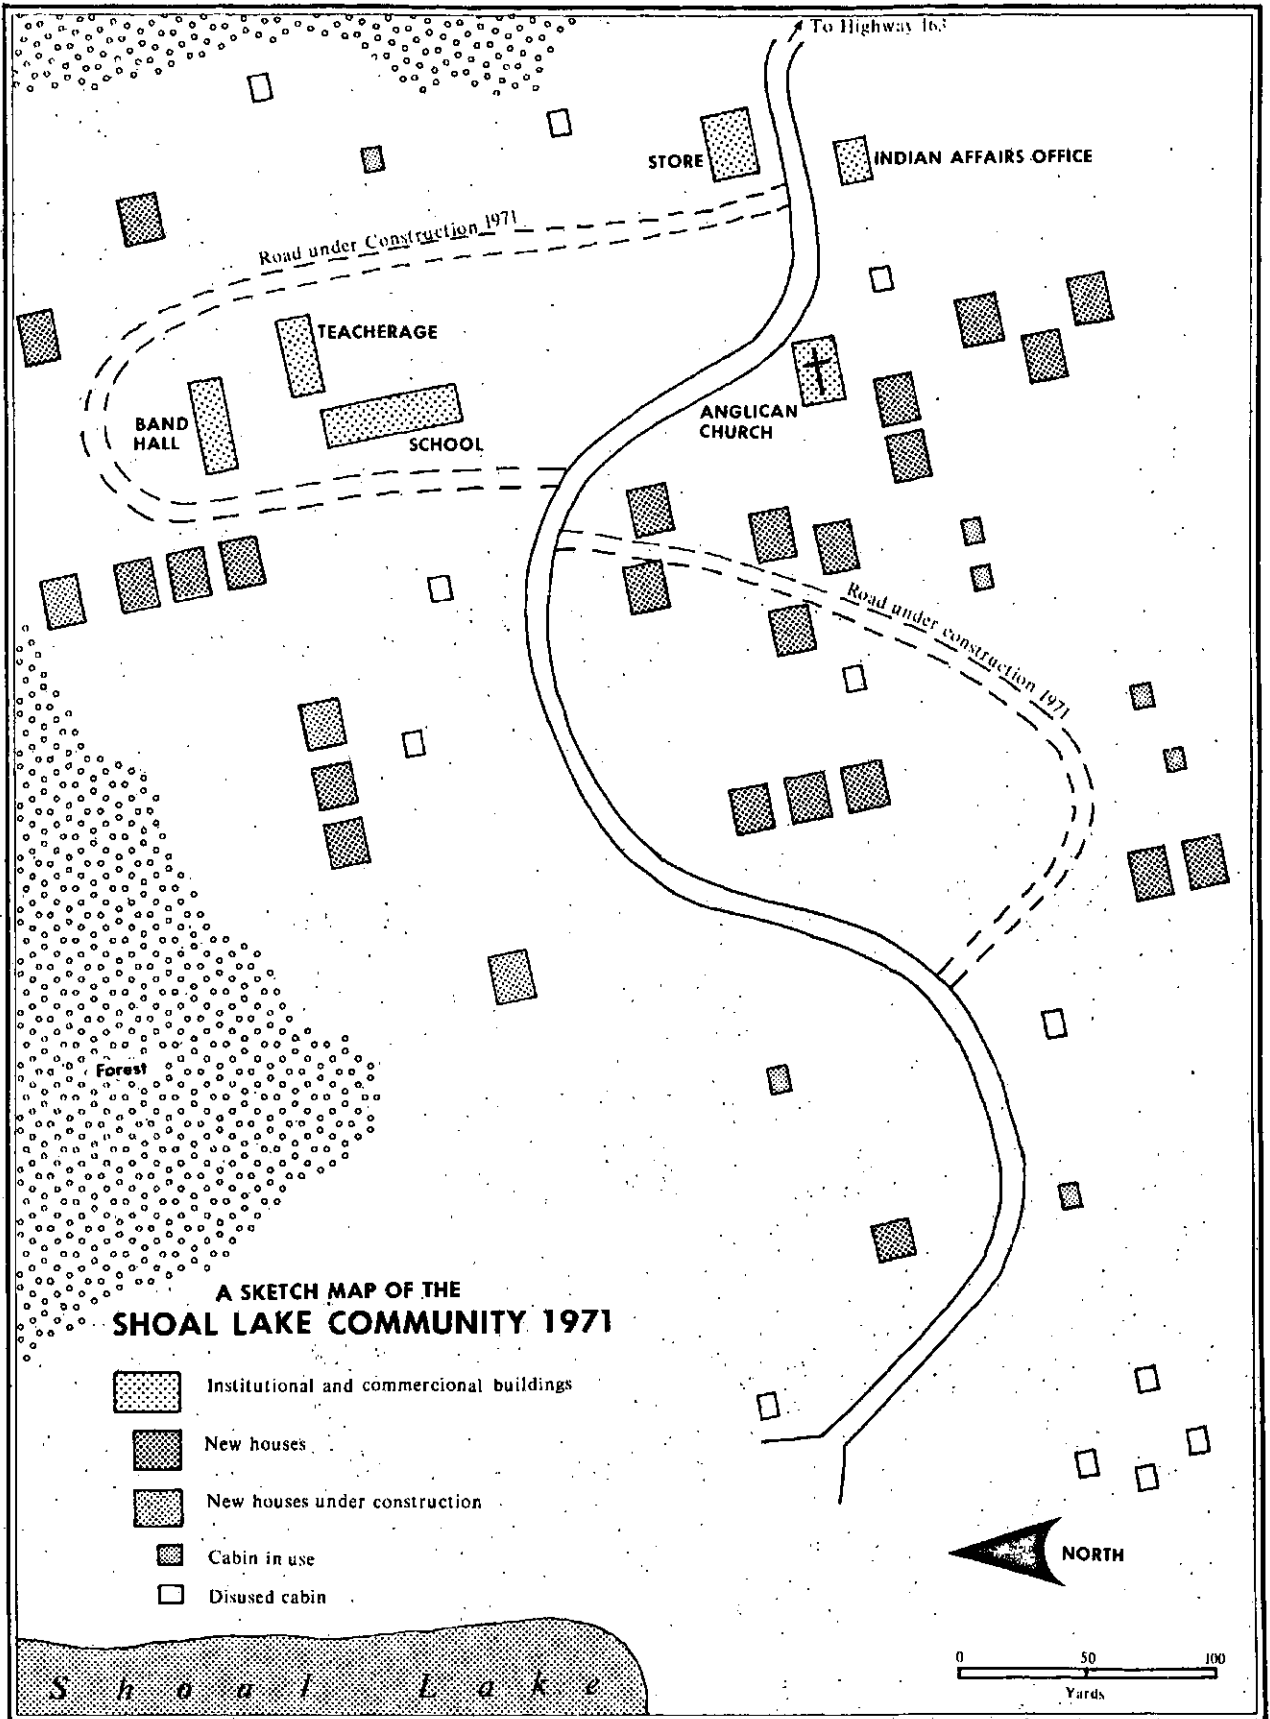 To Highway 163
STORE
INDIAN AFFAIRS OFFICE
Road under Construction 1971
TEACHERAGE
BAND
HALL
SCHOOL
ANGLICAN
CHURCH
Road under construction 1971
Forest
A SKETCH MAP OF THE
SHOAL LAKE COMMUNITY 1971
Institutional and commercional buildings
New houses
New houses under construction
Cabin in use
Disused cabin
NORTH
0 50 100
Yards
Shoal Lake